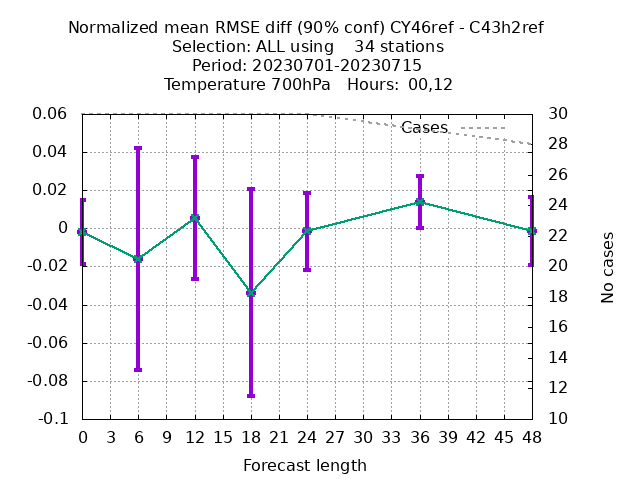 Normalized mean RMSE diff (90% conf) CY46ref - C43h2ref
Selection: ALL using    34 stations
Period: 20230701-20230715
Temperature 700hPa   Hours:  00,12
Cases
0.06
0.04
0.02
0
-0.02
-0.04
-0.06
-0.08
-0.1
30
28
26
24
22
20
18
16
14
12
10
No cases
0 3 6 9 12 15 18 21 24 27 30 33 36 39 42 45 48
Forecast length